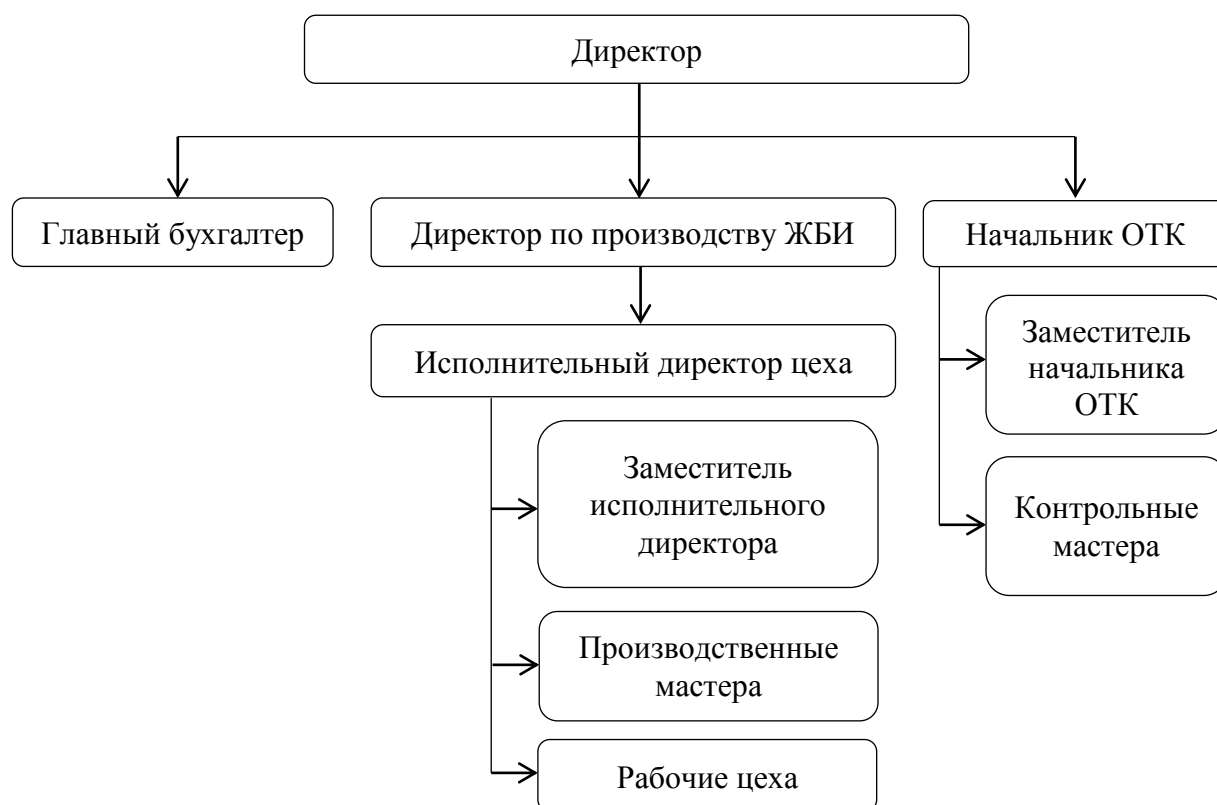 Директор
Главный бухгалтер
Директор по производству ЖБИ
Начальник ОТК
Исполнительный директор цеха
Заместитель
начальника
ОТК
Заместитель
исполнительного
директора
Контрольные
мастера
Производственные
мастера
Рабочие цеха